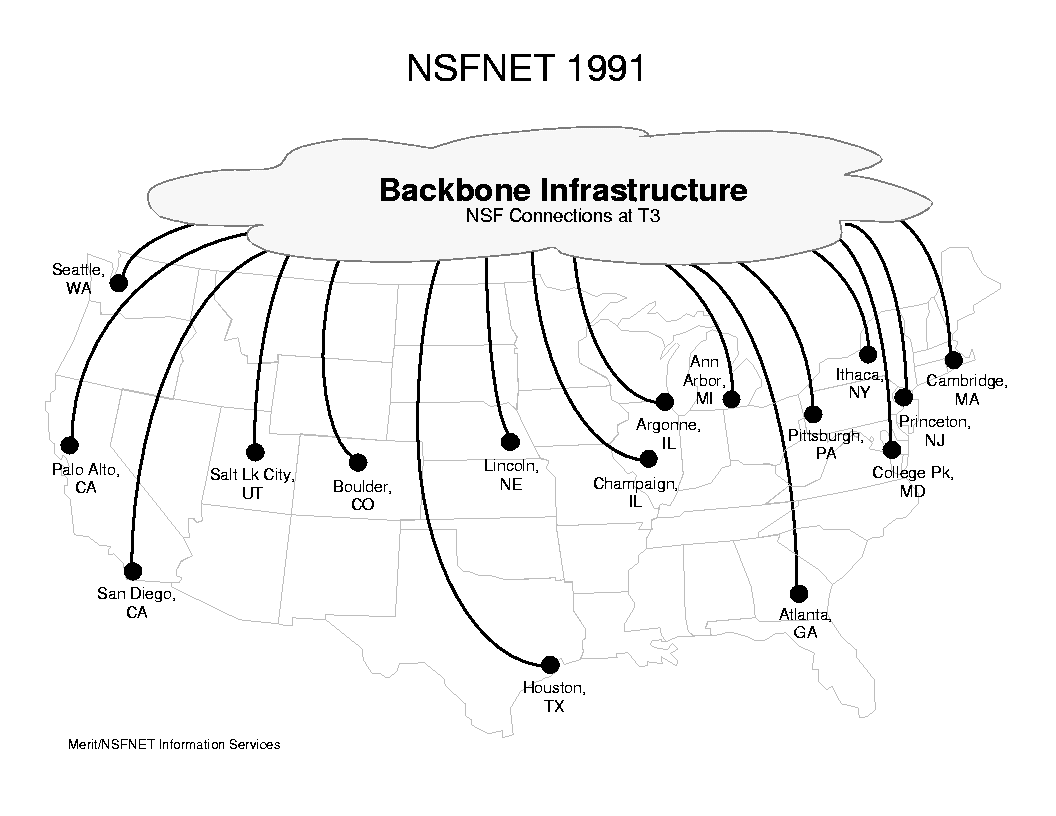 NSFNET 1991
Backbone Infrastructure
NSF Connections at T3
Seattle,
WA
Palo Alto,
CA
San Diego,
CA
Salt Lk City,
UT
Boulder,
CO
Lincoln,
NE
Houston,
TX
Champaign,
IL
Argonne,
IL
Ann
Arbor,
MI
Pittsburgh,
PA
Atlanta,
GA
Ithaca,
NY
College Pk,
MD
Princeton,
NJ
Cambridge,
MA
Merit/NSFNET Information Services